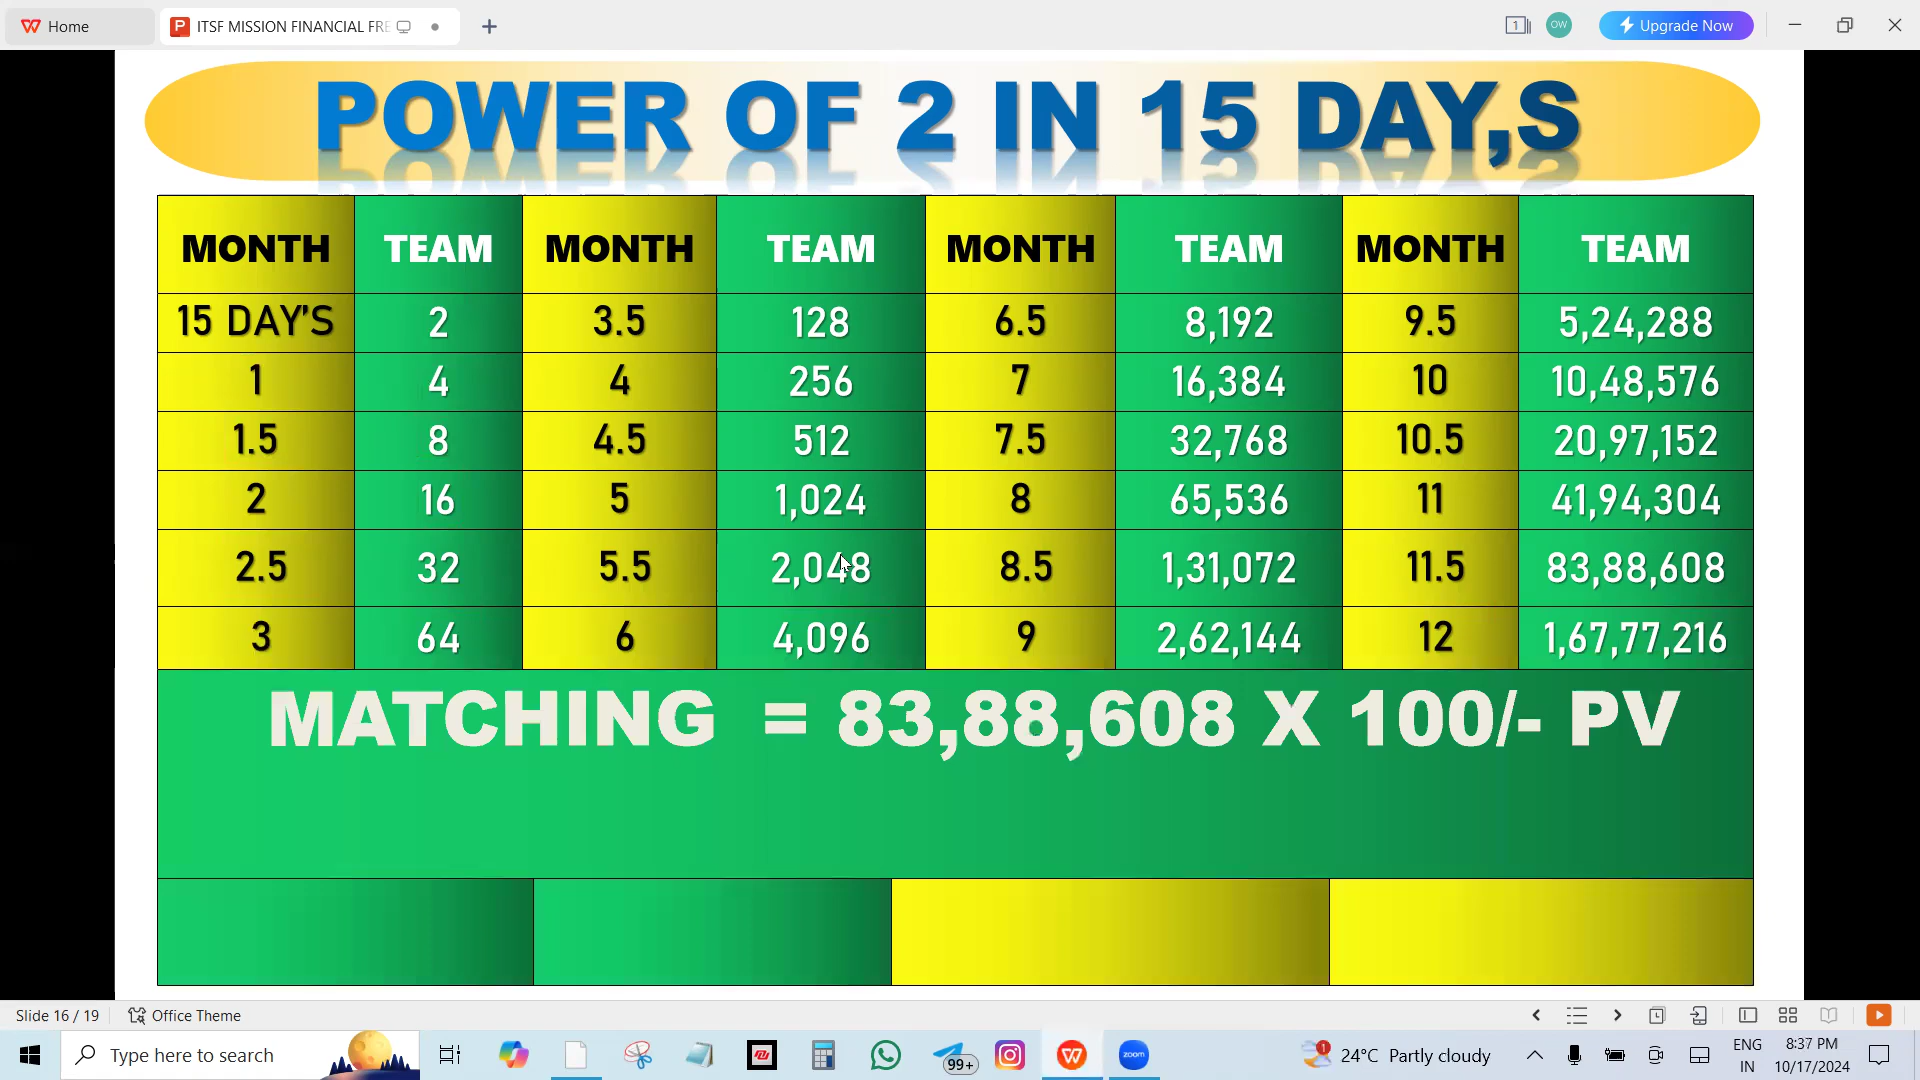 Home
ITSF MISSION FINANCIAL FRE
1
OW
Upgrade Now
POWER OF 2 IN 15 DAY,S
MONTH TEAM MONTH TEAM MONTH TEAM MONTH TEAM
15 DAY'S 2 3.5 128 6.5 8,192 9.5 5,24,288
1 4 4 256 7 16,384 10 10,48,576
1.5 8 4.5 512 7.5 32,768 10.5 20,97,152
2 16 5 1,024 8 65,536 11 41,94,304
2.5 32 5.5 2,048 8.5 1,31,072 11.5 83,88,608
3 64 6 4,096 9 2,62,144 12 1,67,77,216
MATCHING = 83,88,608 X 100/- PV
Slide 16 / 19 Office Theme
Type here to search
99+
zoom
1
24°C Partly cloudy
ENG
IN
8:37 PM
10/17/2024